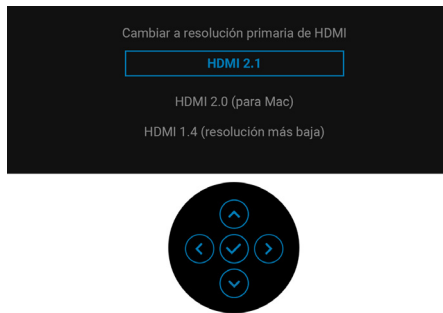 Cambiar a resolución primaria de HDMI
HDMI 2.1
HDMI 2.0 (para Mac)
HDMI 1.4 (resolución más baja)